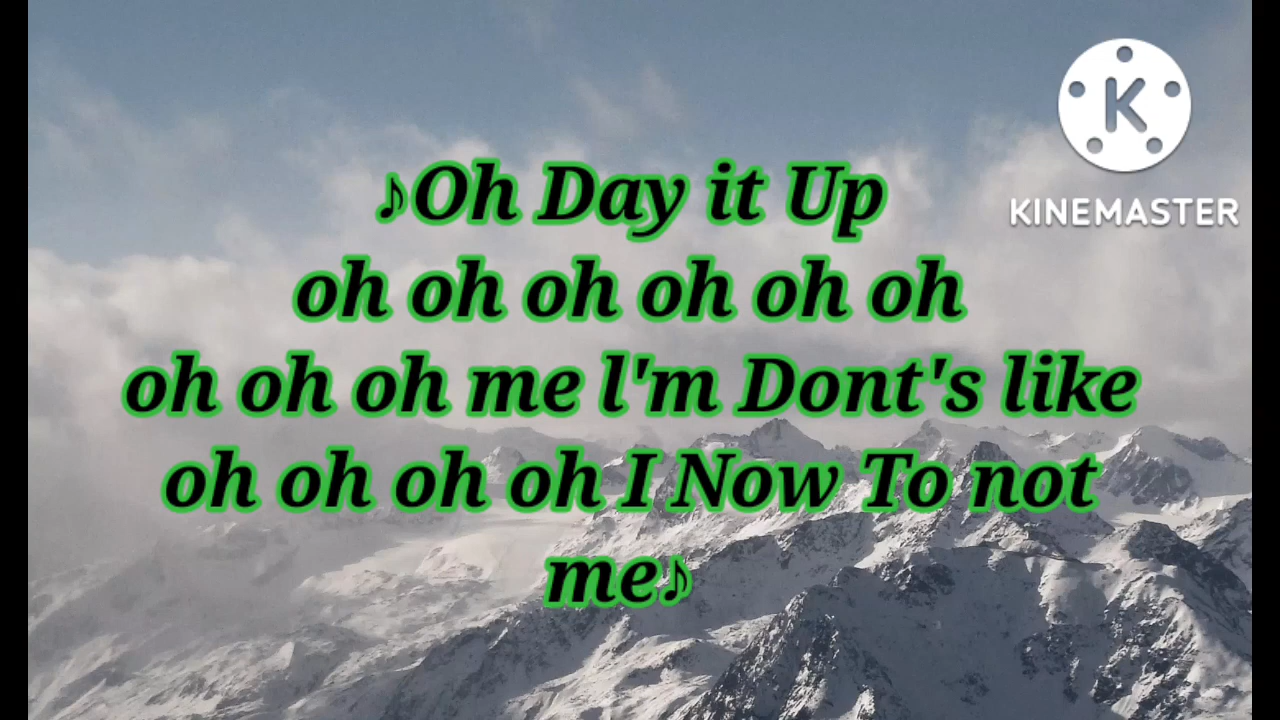 ♪Oh Day it Up
oh oh oh oh oh oh
oh oh oh me l'm Dont's like
oh oh oh oh I Now To not
me♪
K
KINEMASTER